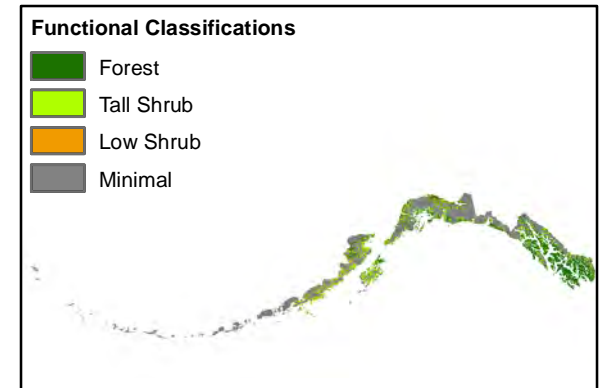 Functional Classifications
Forest
Tall Shrub
Low Shrub
Minimal